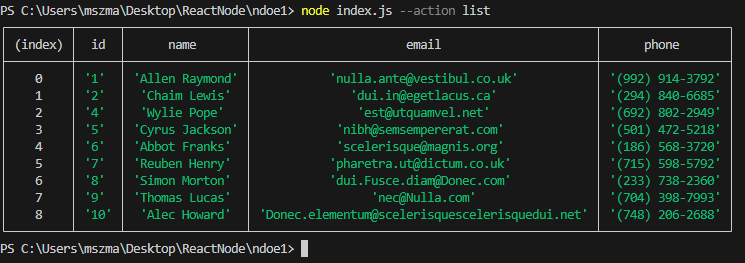 PS C:\Users\mszma\Desktop\ReactNode\ndoe1> node index.js --action list
(index) id name email phone
0 '1' 'Allen Raymond' 'nulla.ante@vestibul.co.uk' '(992) 914-3792'
1 '2' 'Chaim Lewis' 'dui.in@egetlacus.ca' '(294) 840-6685'
2 '4' 'Wylie Pope' 'est@utquamvel.net' '(692) 802-2949'
3 '5' 'Cyrus Jackson' 'nibh@semsempererat.com' '(501) 472-5218'
4 '6' 'Abbot Franks' 'scelerisque@magnis.org' '(186) 568-3720'
5 '7' 'Reuben Henry' 'pharetra.ut@dictum.co.uk' '(715) 598-5792'
6 '8' 'Simon Morton' 'dui.Fusce.diam@Donec.com' '(233) 738-2360'
7 '9' 'Thomas Lucas' 'nec@Nulla.com' '(704) 398-7993'
8 '10' 'Alec Howard' 'Donec.elementum@scelerisquescelerisquedui.net' '(748) 206-2688'
PS C:\Users\mszma\Desktop\ReactNode\ndoe1>